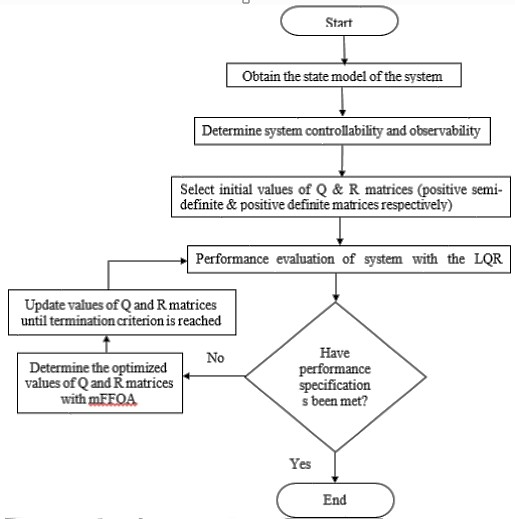 Start
Obtain the state model of the system
Determine system controllability and observability
Select initial values of Q & R matrices (positive semi-
definite & positive definite matrices respectively)
Performance evaluation of system with the LQR
Update values of Q and R matrices
until termination criterion is reached
Determine the optimized
values of Q and R matrices
with mFFOA
No
Have
performance
specification
s been met?
Yes
End